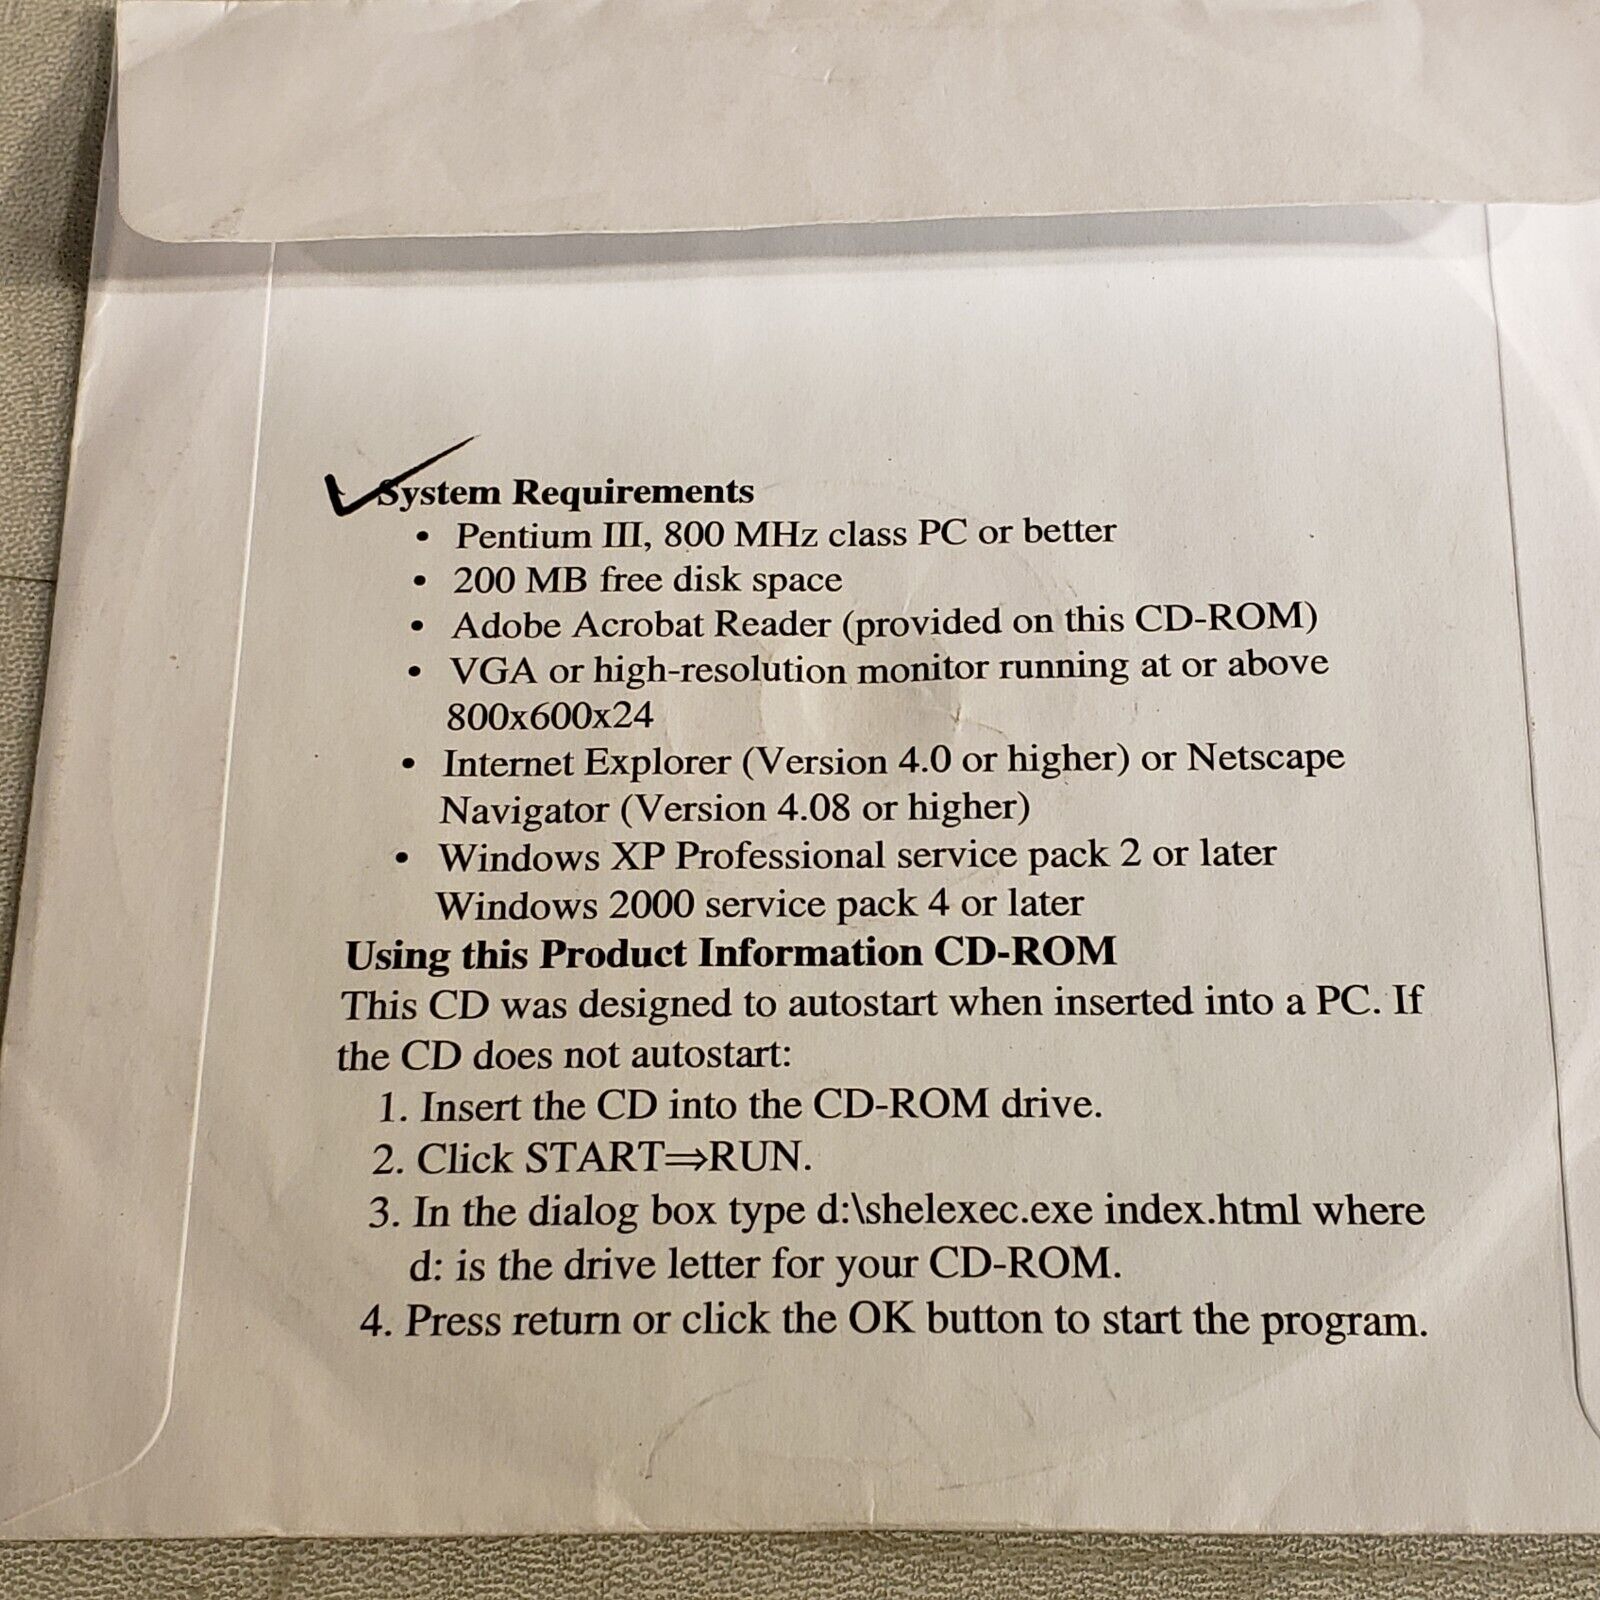 System Requirements
• Pentium III, 800 MHz class PC or better
• 200 MB free disk space
• Adobe Acrobat Reader (provided on this CD-ROM)
• VGA or high-resolution monitor running at or above
800x600x24
• Internet Explorer (Version 4.0 or higher) or Netscape
Navigator (Version 4.08 or higher)
• Windows XP Professional service pack 2 or later
Windows 2000 service pack 4 or later
Using this Product Information CD-ROM
This CD was designed to autostart when inserted into a PC. If
the CD does not autostart:
1. Insert the CD into the CD-ROM drive.
2. Click START⇒RUN.
3. In the dialog box type d:\shelexec.exe index.html where
d: is the drive letter for your CD-ROM.
4. Press return or click the OK button to start the program.